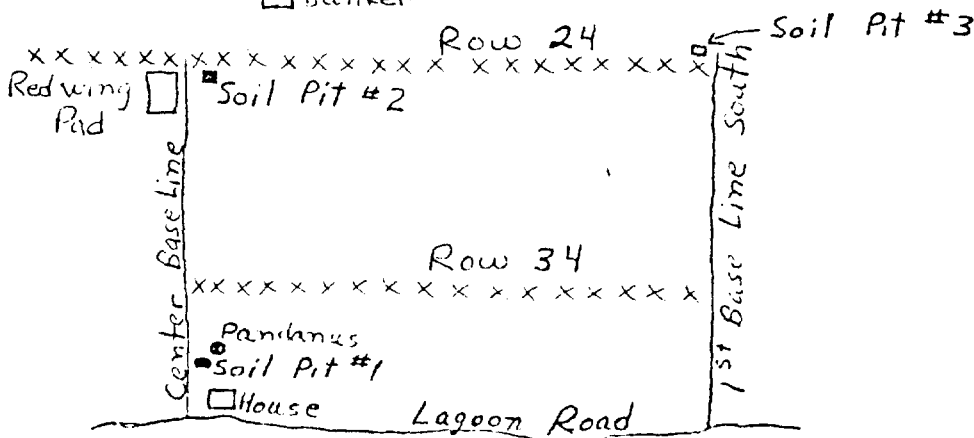 Bunker
Row 24
Soil Pit #3
Redwing
Pad
Soil Pit #2
Center Base Line
1st Base Line South
Row 34
Pandanus
Soil Pit #1
House
Lagoon Road